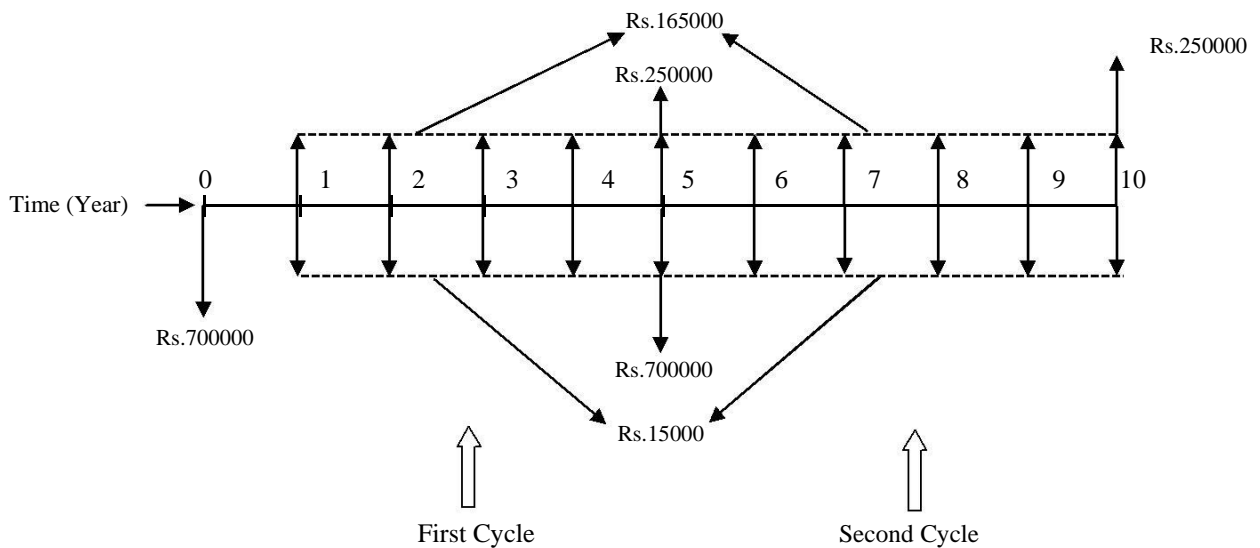 Rs.165000
Rs.250000
Rs.250000
0 1 2 3 4 5 6 7 8 9 10
Time (Year)
Rs.700000
Rs.700000
Rs.15000
First Cycle
Second Cycle